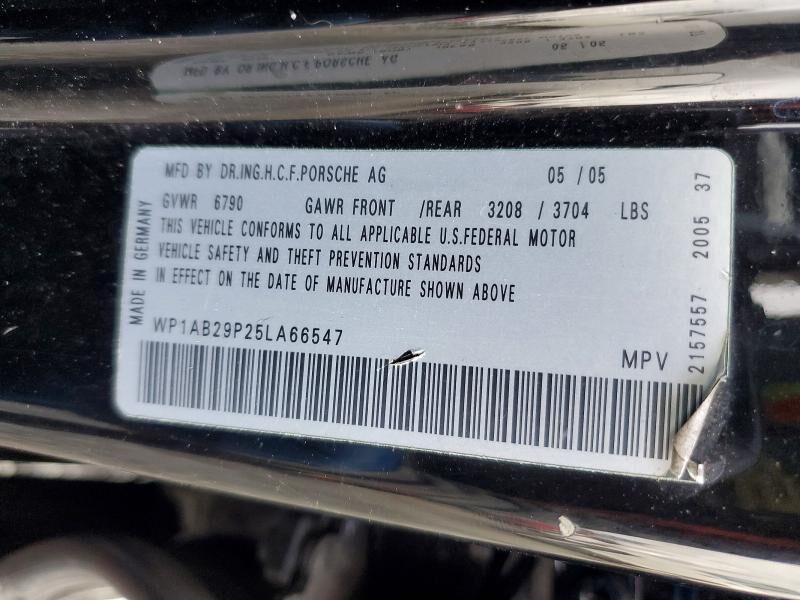 MFD BY DR.ING.H.C.F.PORSCHE AG 05 / 05
GVWR 6790 GAWR FRONT /REAR 3208 / 3704 LBS
THIS VEHICLE CONFORMS TO ALL APPLICABLE U.S.FEDERAL MOTOR
VEHICLE SAFETY AND THEFT PREVENTION STANDARDS
IN EFFECT ON THE DATE OF MANUFACTURE SHOWN ABOVE
WP1AB29P25LA66547
MPV
MADE IN GERMANY
2157557 2005 37